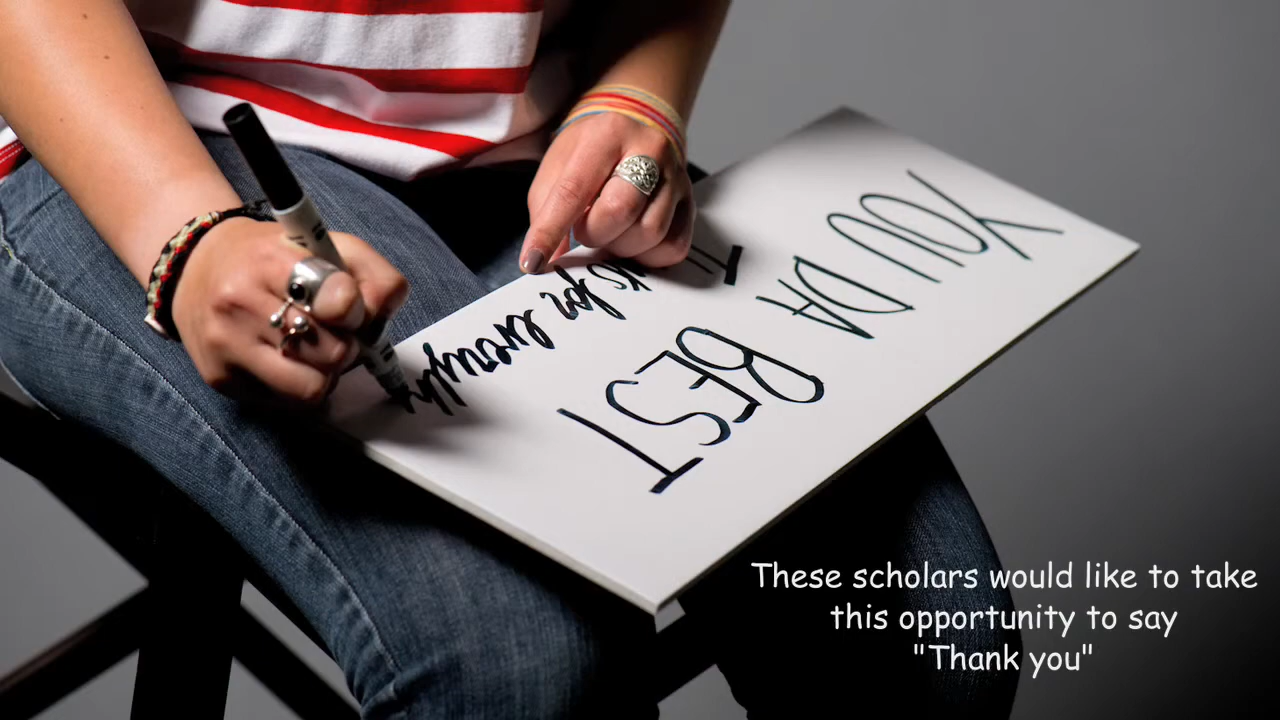 YOU DA BEST
for everyth
These scholars would like to take
this opportunity to say
"Thank you"